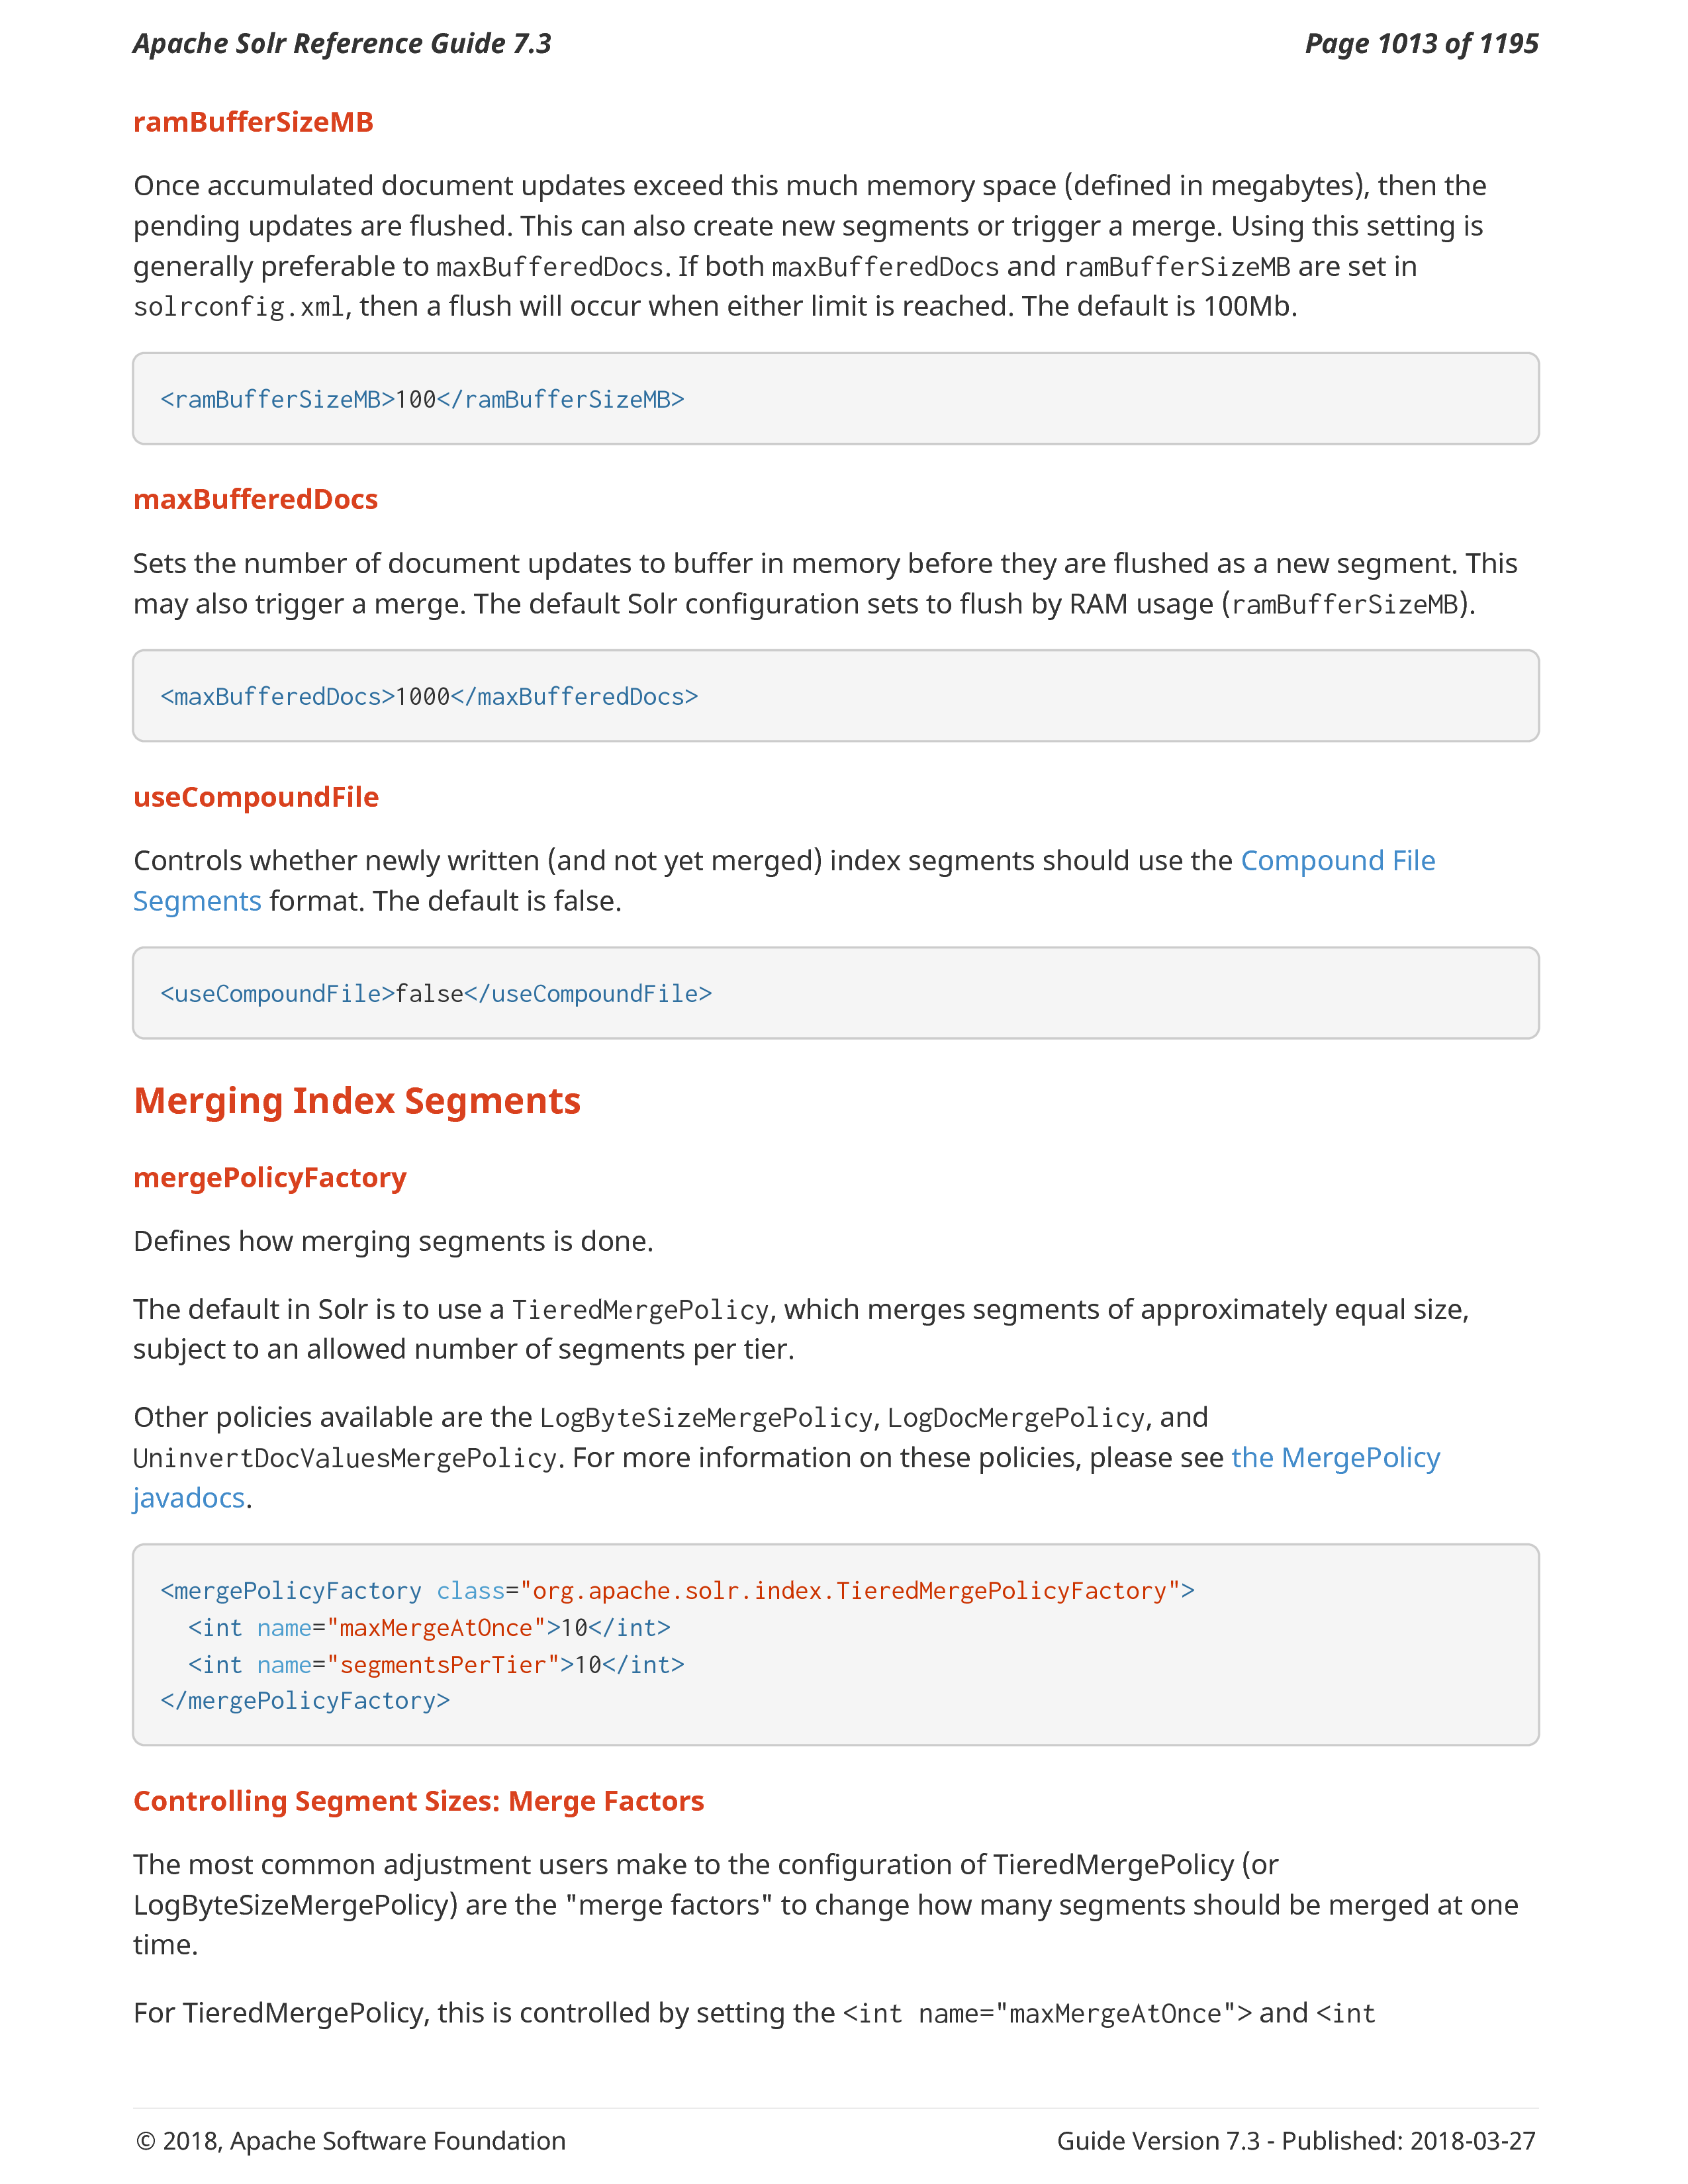 Apache Solr Reference Guide 7.3 Page 1013 of 1195
ramBufferSizeMB
Once accumulated document updates exceed this much memory space (defined in megabytes), then the
pending updates are flushed. This can also create new segments or trigger a merge. Using this setting is
generally preferable to maxBufferedDocs. If both maxBufferedDocs and ramBufferSizeMB are set in
solrconfig.xml, then a flush will occur when either limit is reached. The default is 100Mb.
<ramBufferSizeMB>100</ramBufferSizeMB>
maxBufferedDocs
Sets the number of document updates to buffer in memory before they are flushed as a new segment. This
may also trigger a merge. The default Solr configuration sets to flush by RAM usage (ramBufferSizeMB).
<maxBufferedDocs>1000</maxBufferedDocs>
useCompoundFile
Controls whether newly written (and not yet merged) index segments should use the Compound File
Segments format. The default is false.
<useCompoundFile>false</useCompoundFile>
Merging Index Segments
mergePolicyFactory
Defines how merging segments is done.
The default in Solr is to use a TieredMergePolicy, which merges segments of approximately equal size,
subject to an allowed number of segments per tier.
Other policies available are the LogByteSizeMergePolicy, LogDocMergePolicy, and
UninvertDocValuesMergePolicy. For more information on these policies, please see the MergePolicy
javadocs.
<mergePolicyFactory class="org.apache.solr.index.TieredMergePolicyFactory">
  <int name="maxMergeAtOnce">10</int>
  <int name="segmentsPerTier">10</int>
</mergePolicyFactory>
Controlling Segment Sizes: Merge Factors
The most common adjustment users make to the configuration of TieredMergePolicy (or
LogByteSizeMergePolicy) are the "merge factors" to change how many segments should be merged at one
time.
For TieredMergePolicy, this is controlled by setting the <int name="maxMergeAtOnce"> and <int
© 2018, Apache Software Foundation Guide Version 7.3 - Published: 2018-03-27